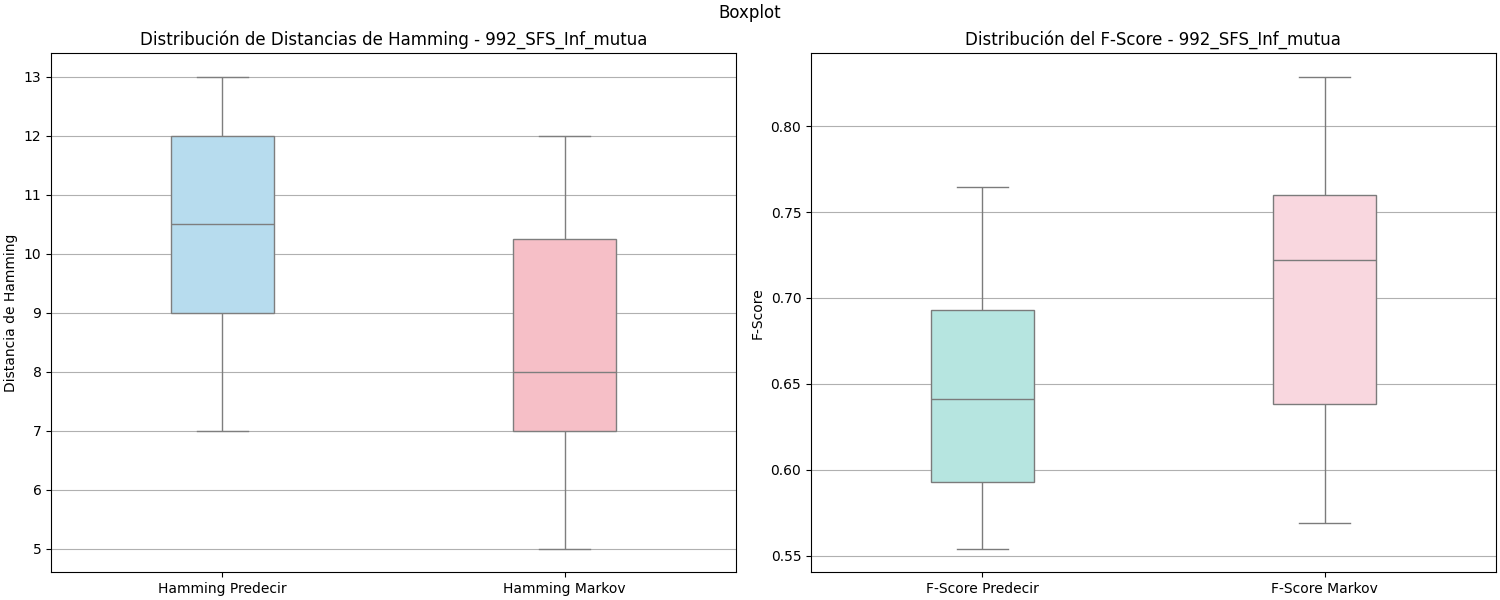 Boxplot
Distribución de Distancias de Hamming - 992_SFS_Inf_mutua
Distancia de Hamming
13
12
11
10
9
8
7
6
5
Hamming Predecir
Hamming Markov
Distribución del F-Score - 992_SFS_Inf_mutua
F-Score
0.80
0.75
0.70
0.65
0.60
0.55
F-Score Predecir
F-Score Markov